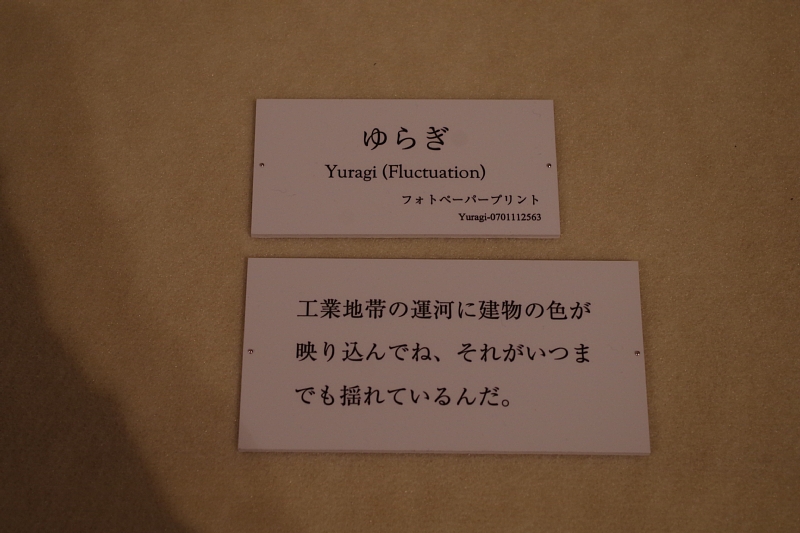 ゆらぎ
Yuragi (Fluctuation)
フォトペーパープリント
Yuragi-0701112563
工業地帯の運河に建物の色が
映り込んでね、それがいつま
でも揺れているんだ。